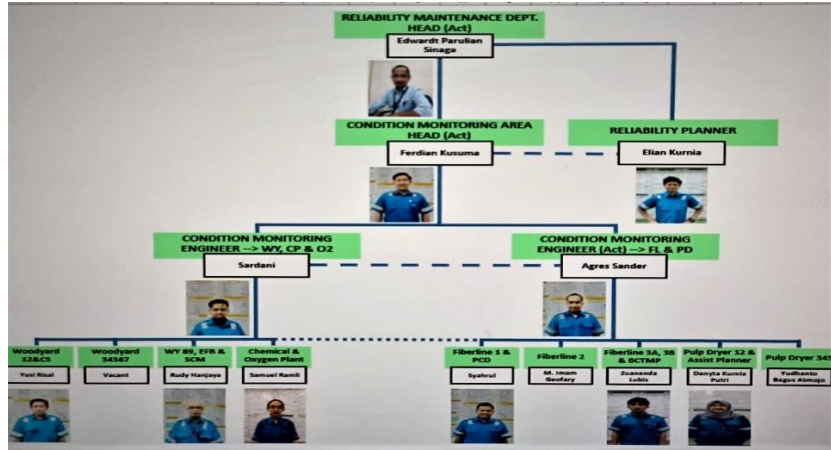 RELIABILITY MAINTENANCE DEPT.
HEAD (Act)
Edwardt Parulian
Sinaga
CONDITION MONITORING AREA
HEAD (Act)
Ferdian Kusuma
RELIABILITY PLANNER
Elian Kurnia
CONDITION MONITORING
ENGINEER --> WY, CP & O2
Sardani
CONDITION MONITORING
ENGINEER (Act) --> FL & PD
Agres Sander
Woodyard
12&CS
Yusi Risal
Woodyard
34567
Vacant
WY 89, EFB &
SCM
Rudy Hanjaya
Chemical &
Oxygen Plant
Samuel Ramli
Fiberline 1 &
PCD
Syahrul
Fiberline 2
M. Imam
Geofary
Fiberline 3A, 3B
& BCTMP
Zuananda
Lubis
Pulp Dryer 12 &
Assist Planner
Denyta Kurnia
Putri
Pulp Dryer 345
Yudhanto
Bagus Atmojo